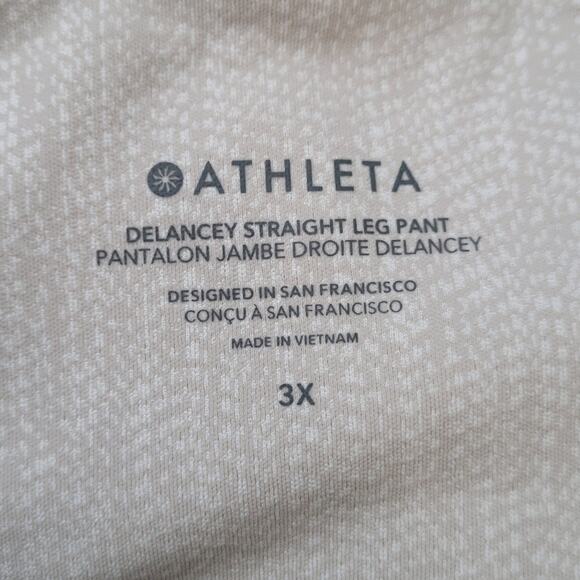 ATHLETA
DELANCEY STRAIGHT LEG PANT
PANTALON JAMBE DROITE DELANCEY
DESIGNED IN SAN FRANCISCO
CONÇU À SAN FRANCISCO
MADE IN VIETNAM
3X